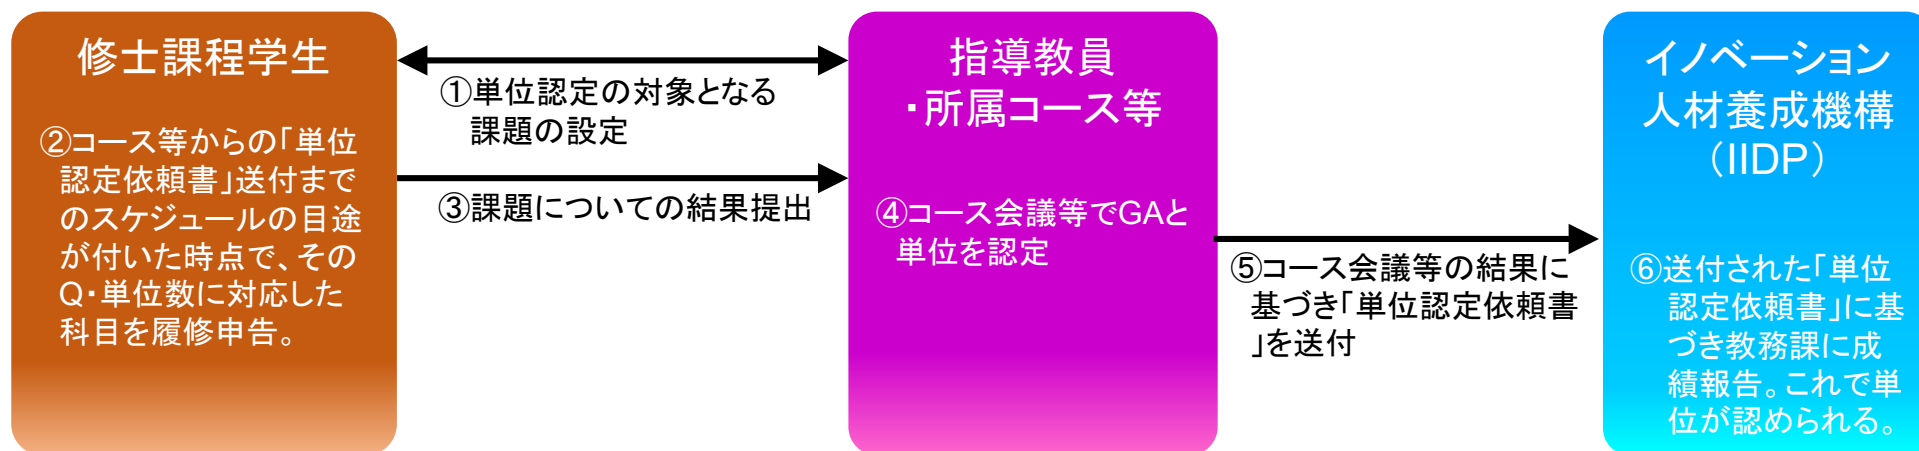 修士課程学生
②コース等からの「単位
認定依頼書」送付まで
のスケジュールの目途
が付いた時点で、その
Q・単位数に対応した
科目を履修申告。
①単位認定の対象となる
課題の設定
③課題についての結果提出
指導教員
・所属コース等
④コース会議等でGAと
単位を認定
⑤コース会議等の結果に
基づき「単位認定依頼書
」を送付
イノベーション
人材養成機構
（IIDP）
⑥送付された「単位
認定依頼書」に基
づき教務課に成
績報告。これで単
位が認められる。